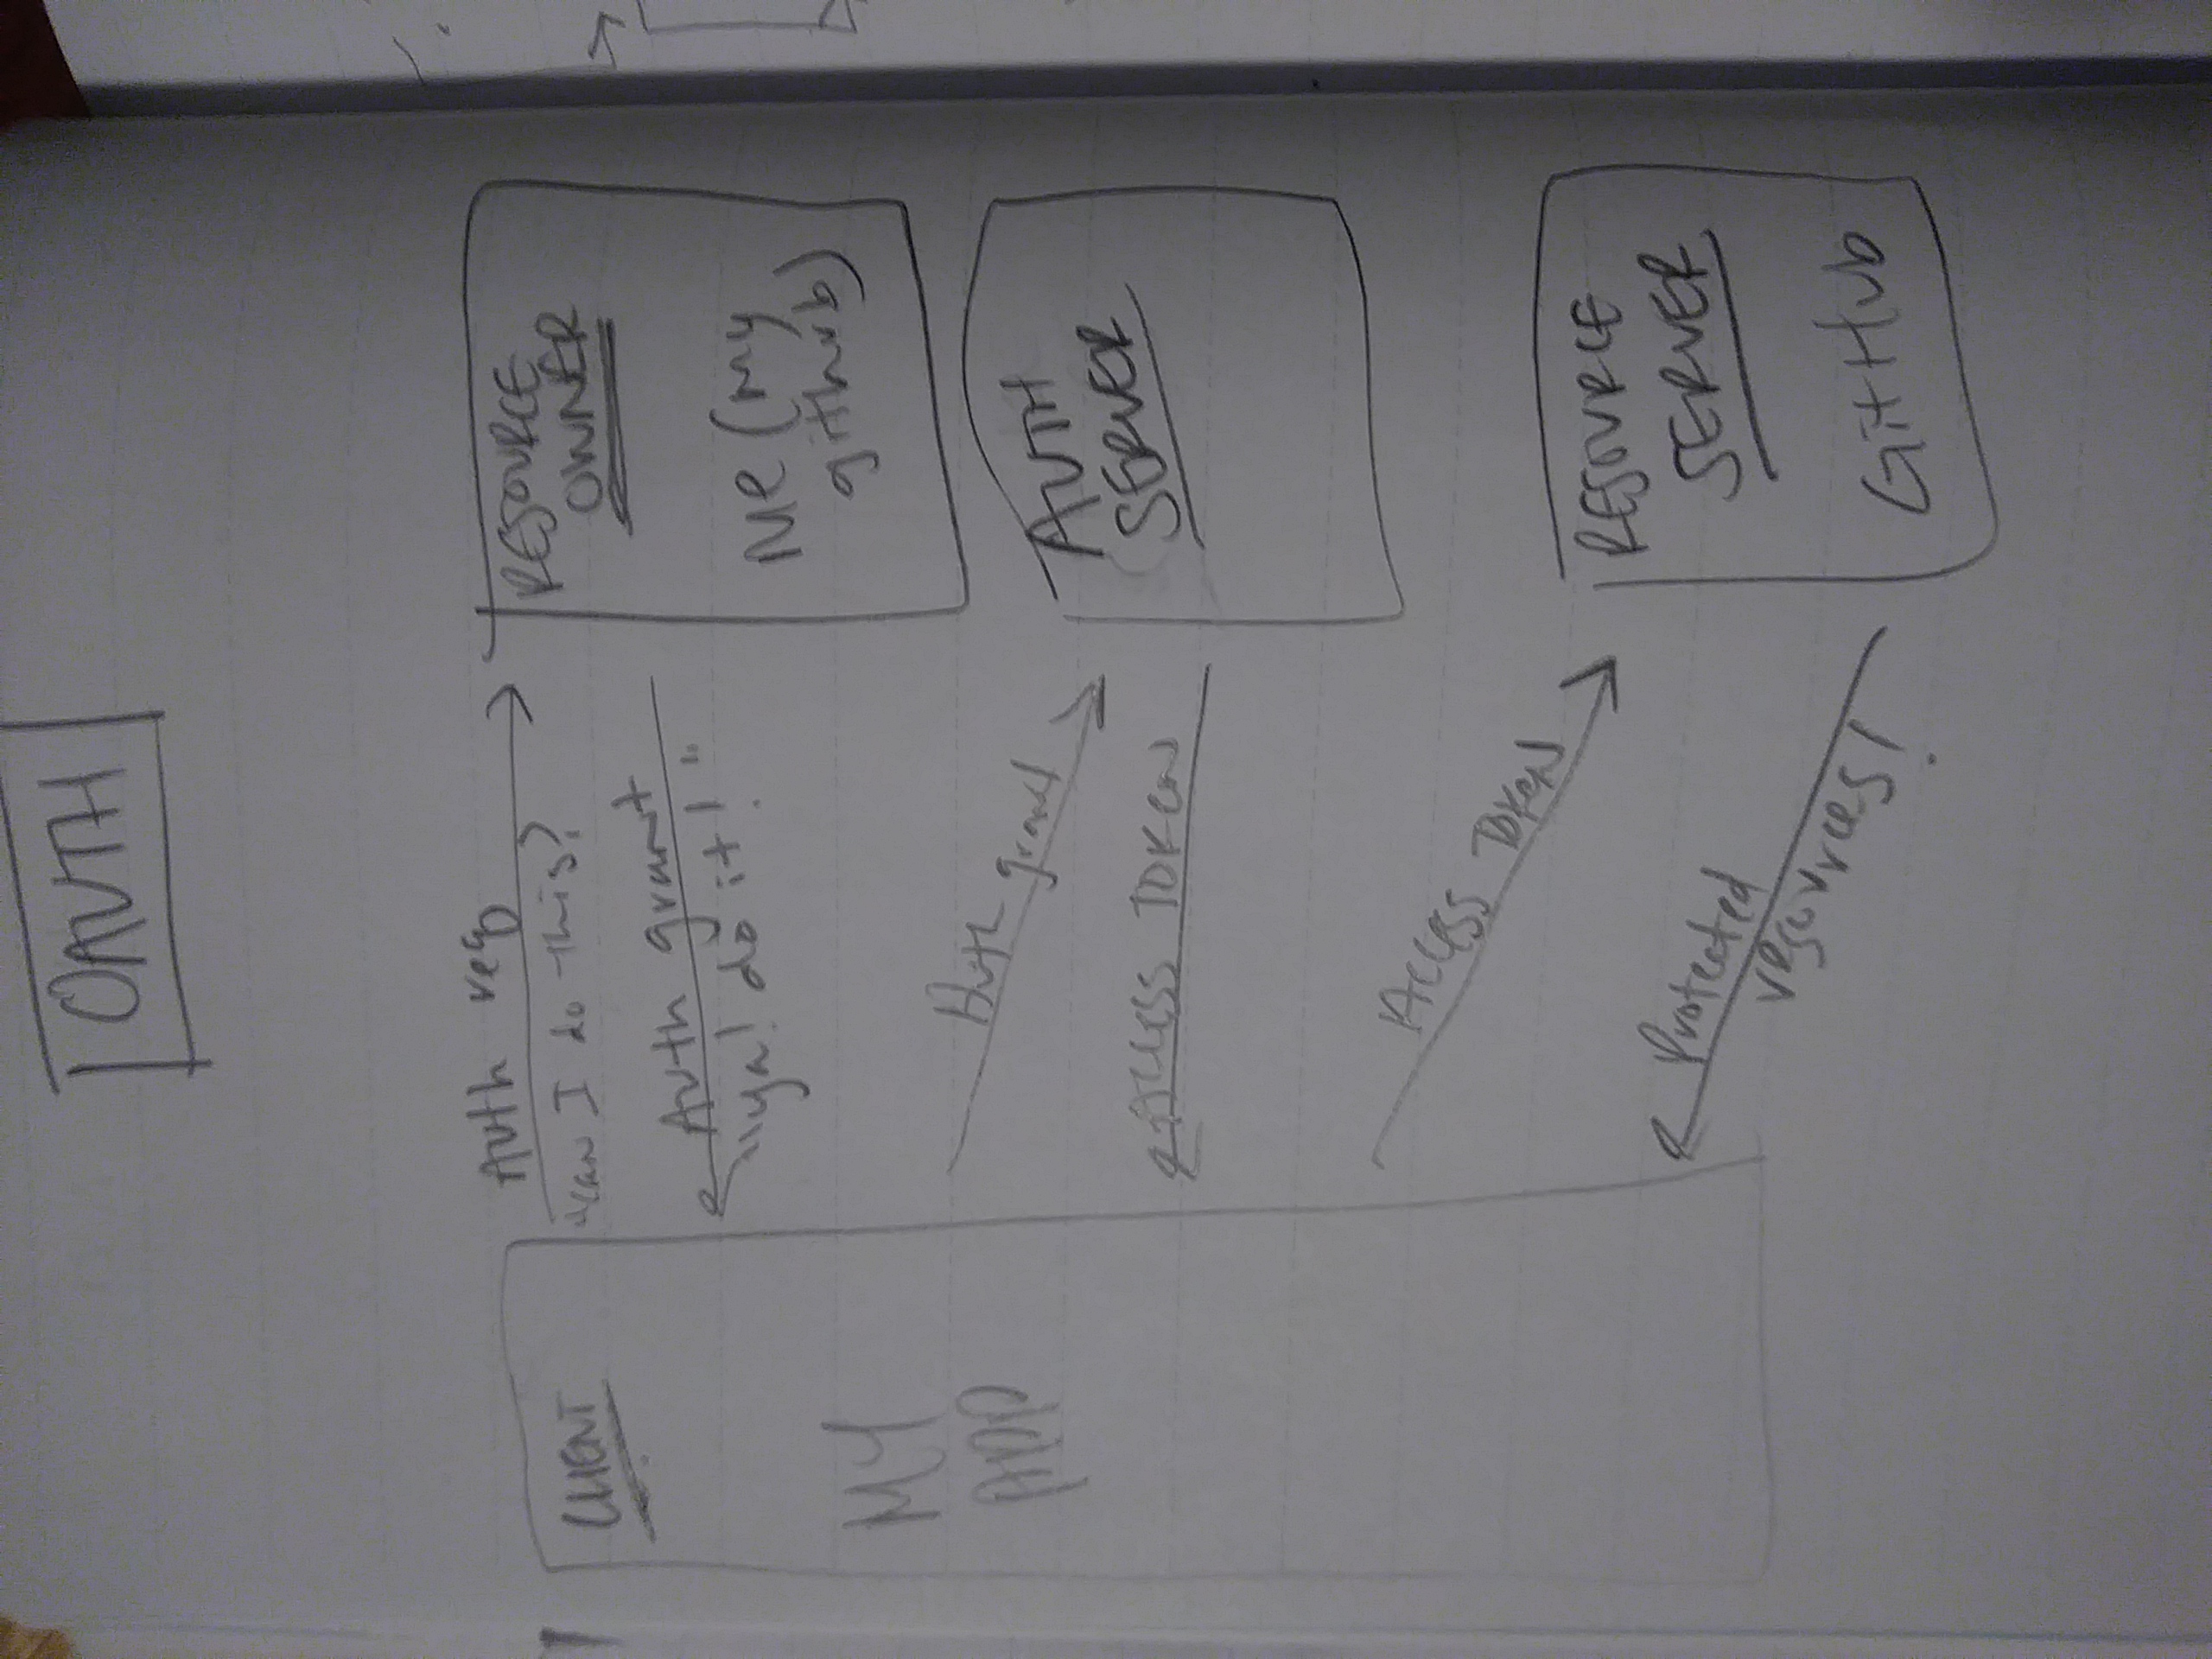 OAUTH
CLIENT
MY
APP
Auth req
"can I do this?
Auth grant
"ya! do it!"
RESOURCE
OWNER
Me (my
github)
Auth grant
ACCESS TOKEN
AUTH
SERVER
ACCESS TOKEN
Protected
resources!
RESOURCE
SERVER
GitHub